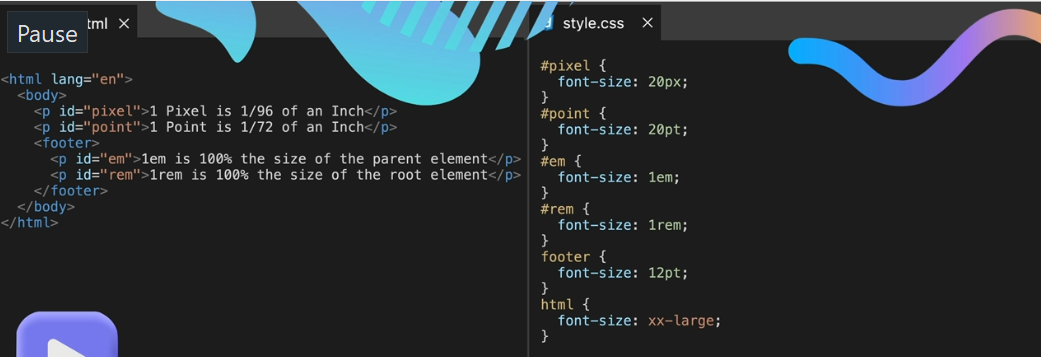 Pause
tml ×
<html lang="en">
<body>
<p id="pixel">1 Pixel is 1/96 of an Inch</p>
<p id="point">1 Point is 1/72 of an Inch</p>
<footer>
<p id="em">1em is 100% the size of the parent element</p>
<p id="rem">1rem is 100% the size of the root element</p>
</footer>
</body>
</html>
style.css ×
#pixel {
font-size: 20px;
}
#point {
font-size: 20pt;
}
#em {
font-size: 1em;
}
#rem {
font-size: 1rem;
}
footer {
font-size: 12pt;
}
html {
font-size: xx-large;
}